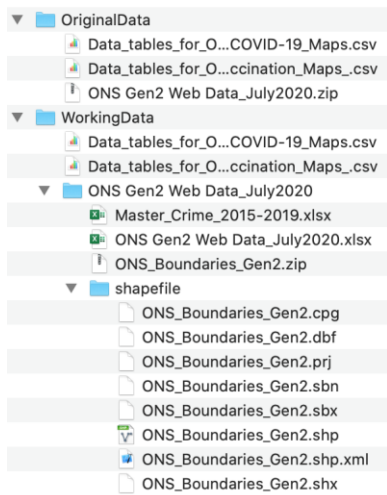 OriginalData
Data_tables_for_O...COVID-19_Maps.csv
Data_tables_for_O...ccination_Maps_.csv
ONS Gen2 Web Data_July2020.zip
WorkingData
Data_tables_for_O...COVID-19_Maps.csv
Data_tables_for_O...ccination_Maps_.csv
ONS Gen2 Web Data_July2020
Master_Crime_2015-2019.xlsx
ONS Gen2 Web Data_July2020.xlsx
ONS_Boundaries_Gen2.zip
shapefile
ONS_Boundaries_Gen2.cpg
ONS_Boundaries_Gen2.dbf
ONS_Boundaries_Gen2.prj
ONS_Boundaries_Gen2.sbn
ONS_Boundaries_Gen2.sbx
ONS_Boundaries_Gen2.shp
ONS_Boundaries_Gen2.shp.xml
ONS_Boundaries_Gen2.shx